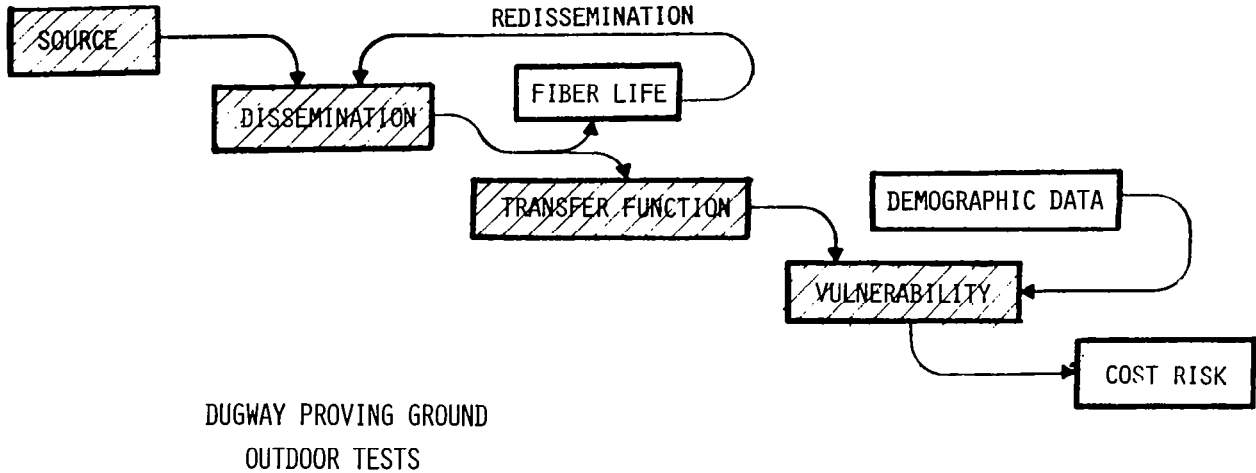 REDISSEMINATION
SOURCE
FIBER LIFE
DISSEMINATION
TRANSFER FUNCTION
DEMOGRAPHIC DATA
VULNERABILITY
COST RISK
DUGWAY PROVING GROUND
OUTDOOR TESTS